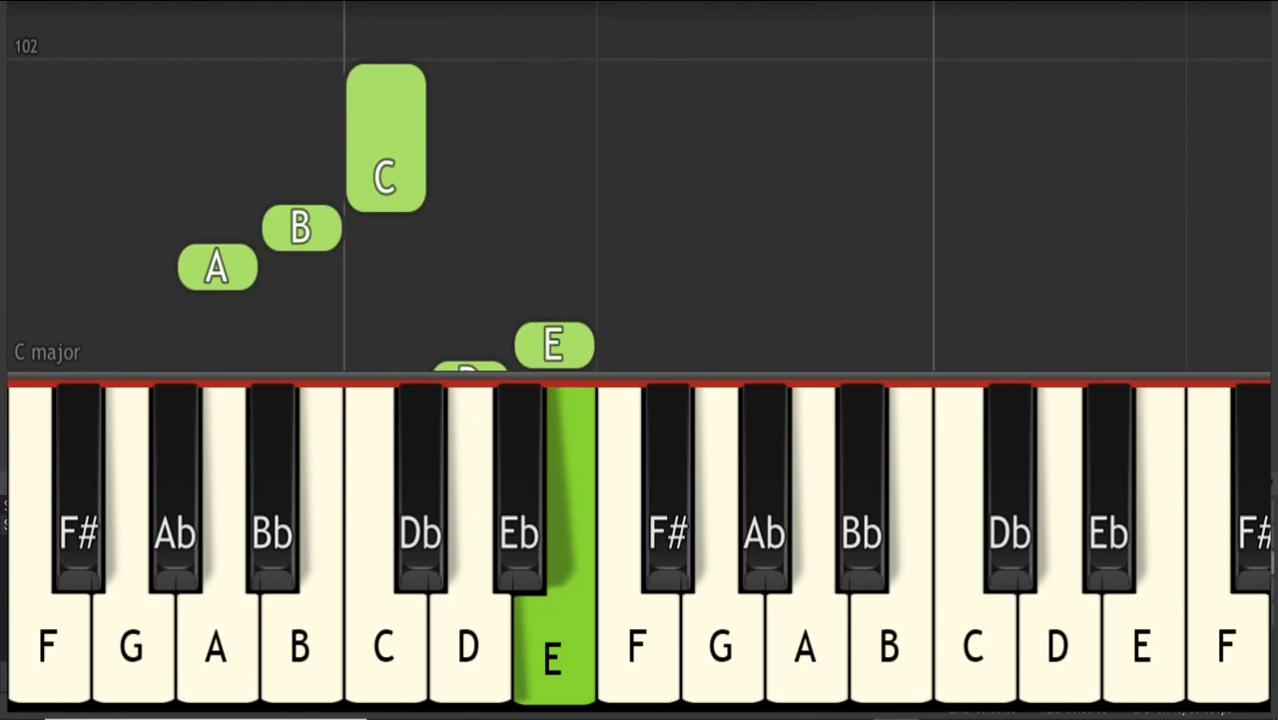 102
C
B
A
E
C major
F# Ab Bb Db Eb F# Ab Bb Db Eb F#
F G A B C D E F G A B C D E F